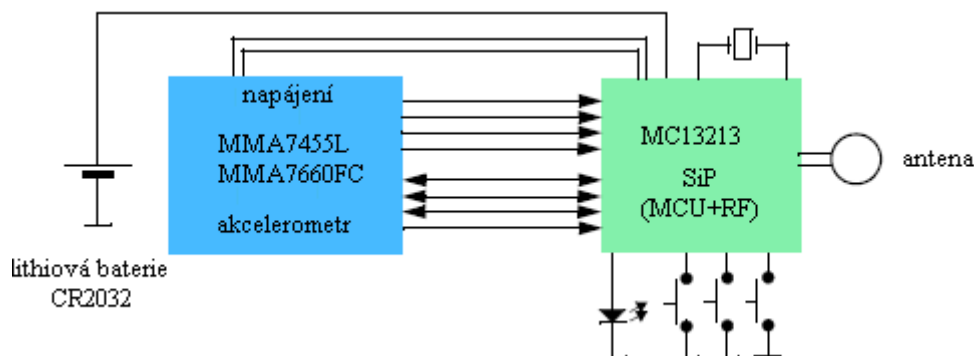 napájení
MMA7455L
MMA7660FC
akcelerometr
MC13213
SiP
(MCU+RF)
antena
lithiová baterie
CR2032